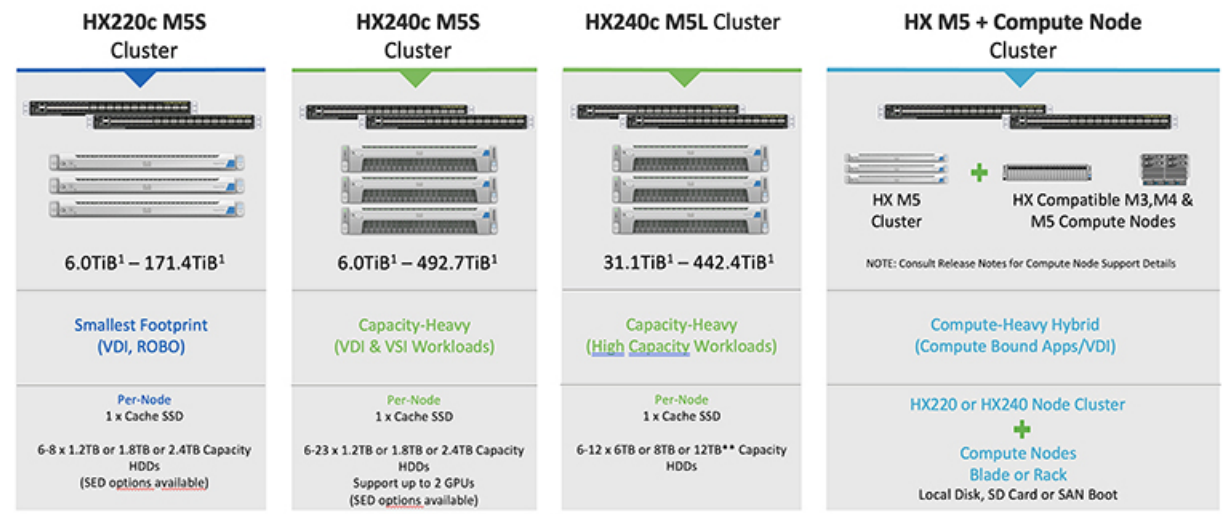 HX220c M5S
Cluster
6.0TiB¹ – 171.4TiB¹
Smallest Footprint
(VDI, ROBO)
Per-Node
1 x Cache SSD
6-8 x 1.2TB or 1.8TB or 2.4TB Capacity
HDDs
(SED options available)
HX240c M5S
Cluster
6.0TiB¹ – 492.7TiB¹
Capacity-Heavy
(VDI & VSI Workloads)
Per-Node
1 x Cache SSD
6-23 x 1.2TB or 1.8TB or 2.4TB Capacity
HDDs
Support up to 2 GPUs
(SED options available)
HX240c M5L Cluster
31.1TiB¹ – 442.4TiB¹
Capacity-Heavy
(High Capacity Workloads)
Per-Node
1 x Cache SSD
6-12 x 6TB or 8TB or 12TB** Capacity
HDDs
HX M5 + Compute Node
Cluster
HX M5
Cluster
+
HX Compatible M3,M4 &
M5 Compute Nodes
NOTE: Consult Release Notes for Compute Node Support Details
Compute-Heavy Hybrid
(Compute Bound Apps/VDI)
HX220 or HX240 Node Cluster
+
Compute Nodes
Blade or Rack
Local Disk, SD Card or SAN Boot